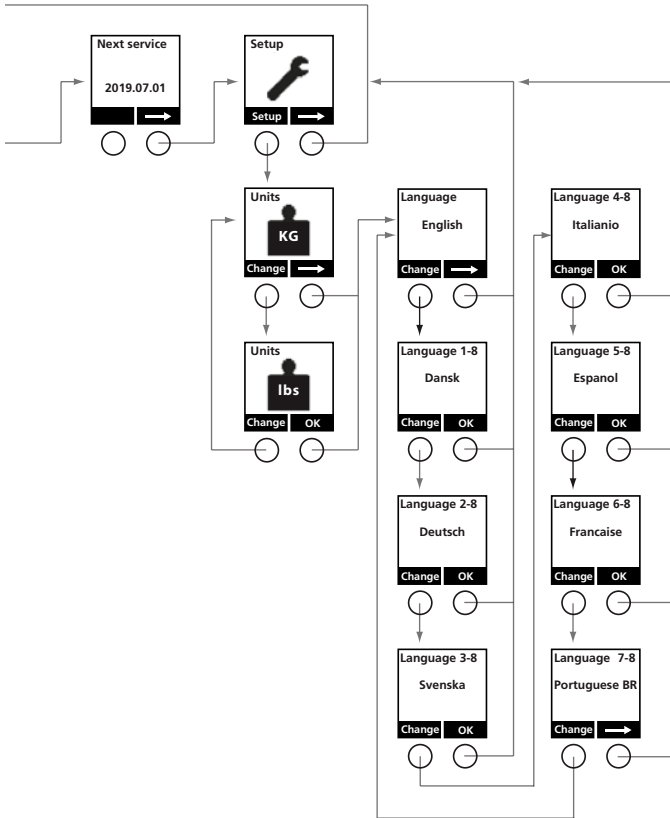 Next service
2019.07.01
Setup
Setup
Units
KG
Change
Units
lbs
Change OK
Language
English
Change
Language 1-8
Dansk
Change OK
Language 2-8
Deutsch
Change OK
Language 3-8
Svenska
Change OK
Language 4-8
Italianio
Change OK
Language 5-8
Espanol
Change OK
Language 6-8
Francaise
Change OK
Language 7-8
Portuguese BR
Change